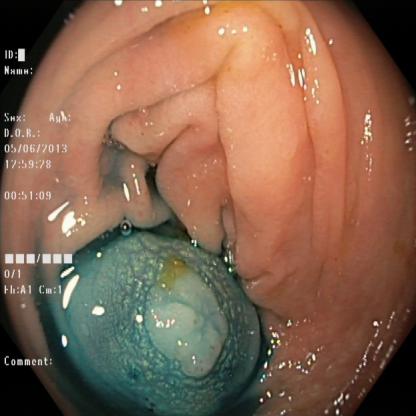 ID:
Name:
Sex: Age:
D.O.B.:
05/06/2013
12:59:28
00:51:09
■■■/■■■
0/1
Eh:A1 Cm:1
Comment: